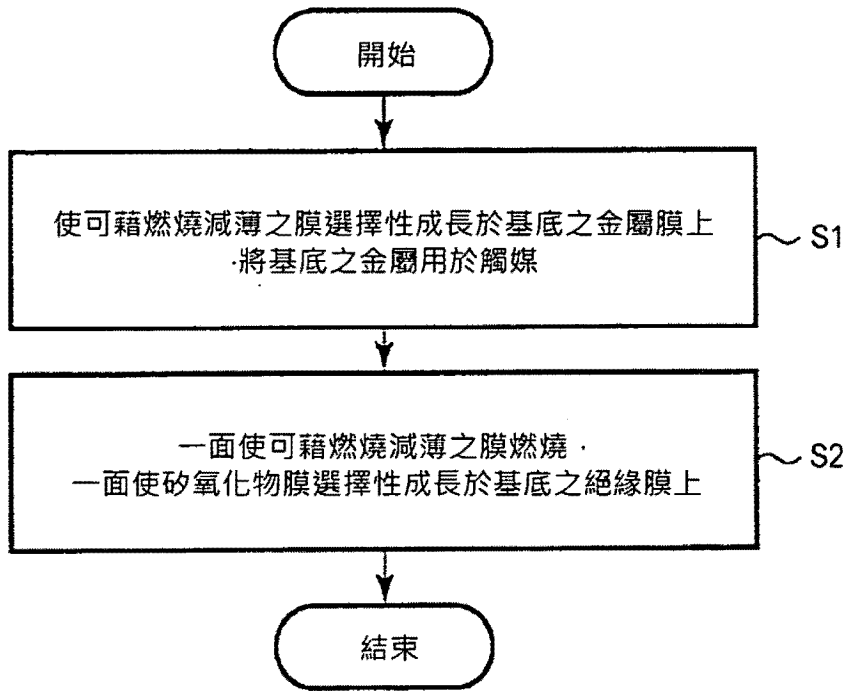 開始
使可藉燃燒減薄之膜選擇性成長於基底之金屬膜上
·將基底之金屬用於觸媒
S1
一面使可藉燃燒減薄之膜燃燒·
一面使矽氧化物膜選擇性成長於基底之絕緣膜上
S2
結束